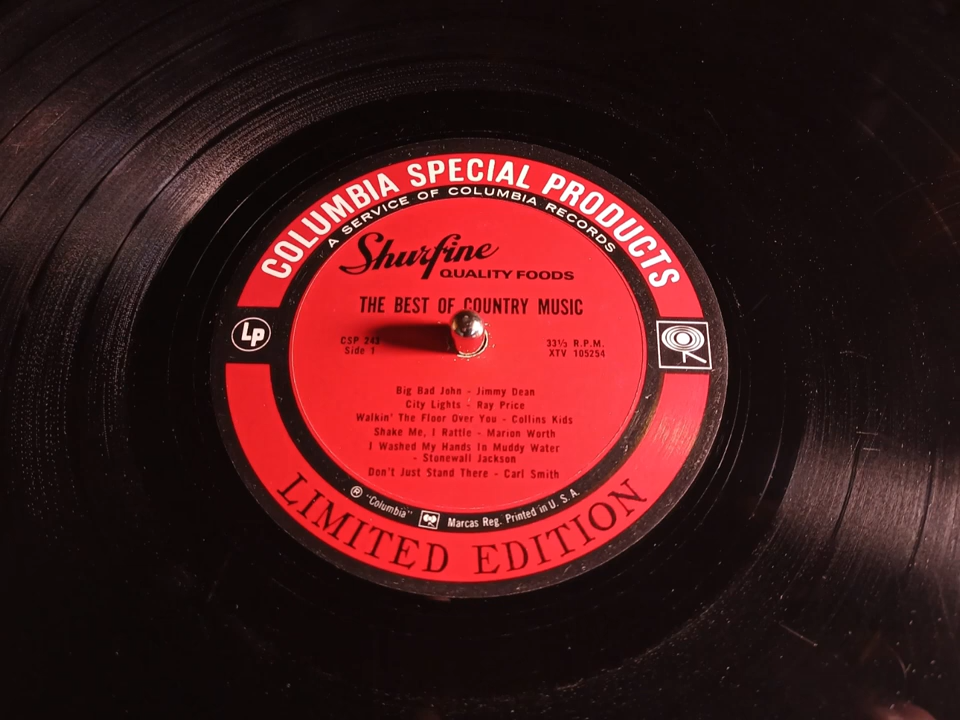 COLUMBIA SPECIAL PRODUCTS
A SERVICE OF COLUMBIA RECORDS
Shurfine
QUALITY FOODS
THE BEST OF COUNTRY MUSIC
LP
CSP 243
33⅓ R.P.M.
Side 1
XTV 105254
Big Bad John - Jimmy Dean
City Lights - Ray Price
Walkin' The Floor Over You - Collins Kids
Shake Me, I Rattle - Marion Worth
I Washed My Hands In Muddy Water
- Stonewall Jackson
Don't Just Stand There - Carl Smith
® "Columbia" Marcas Reg. Printed in U. S. A.
LIMITED EDITION